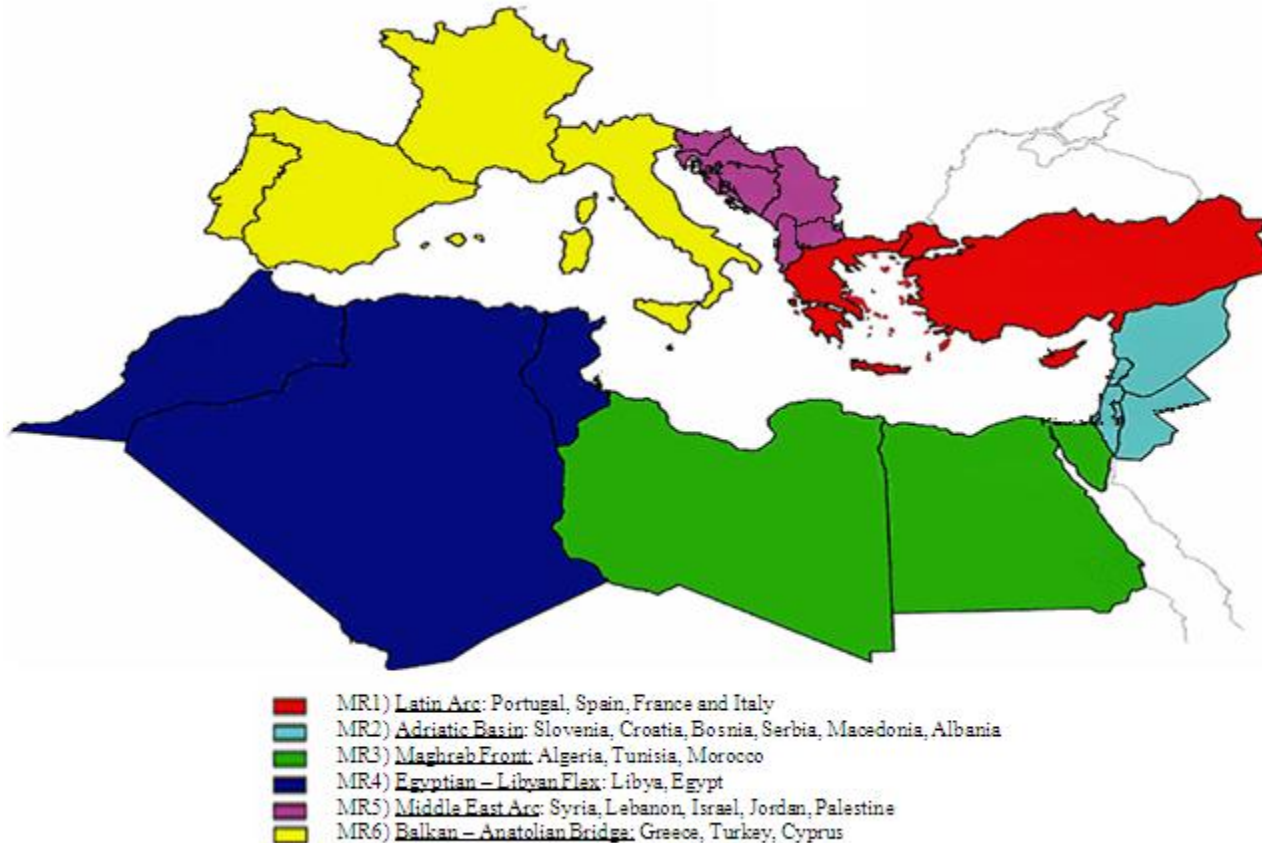 MR1) Latin Arc: Portugal, Spain, France and Italy
MR2) Adriatic Basin: Slovenia, Croatia, Bosnia, Serbia, Macedonia, Albania
MR3) Maghreb Front: Algeria, Tunisia, Morocco
MR4) Egyptian – Libyan Flex: Libya, Egypt
MR5) Middle East Arc: Syria, Lebanon, Israel, Jordan, Palestine
MR6) Balkan – Anatolian Bridge: Greece, Turkey, Cyprus